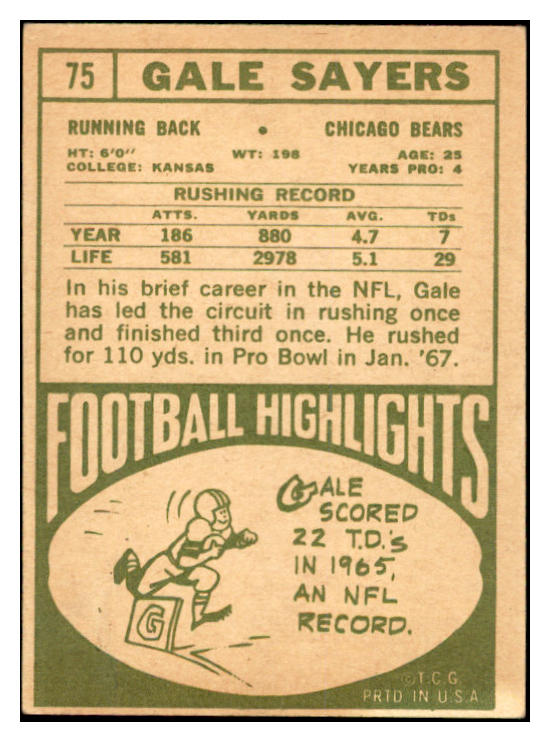 75 GALE SAYERS
RUNNING BACK • CHICAGO BEARS
HT: 6'0" WT: 198 AGE: 25
COLLEGE: KANSAS YEARS PRO: 4
RUSHING RECORD
ATTS. YARDS AVG. TDs
YEAR 186 880 4.7 7
LIFE 581 2978 5.1 29
In his brief career in the NFL, Gale
has led the circuit in rushing once
and finished third once. He rushed
for 110 yds. in Pro Bowl in Jan. '67.
FOOTBALL HIGHLIGHTS
GALE
SCORED
22 T.D.'s
IN 1965,
AN NFL
RECORD.
G
©T.C.G.
PRTD IN U.S.A.